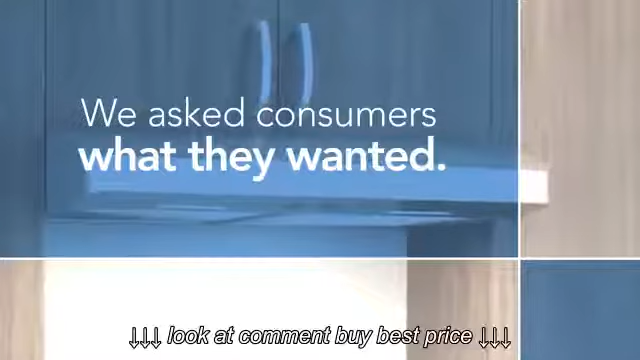 We asked consumers
what they wanted.
↓↓↓ look at comment buy best price ↓↓↓